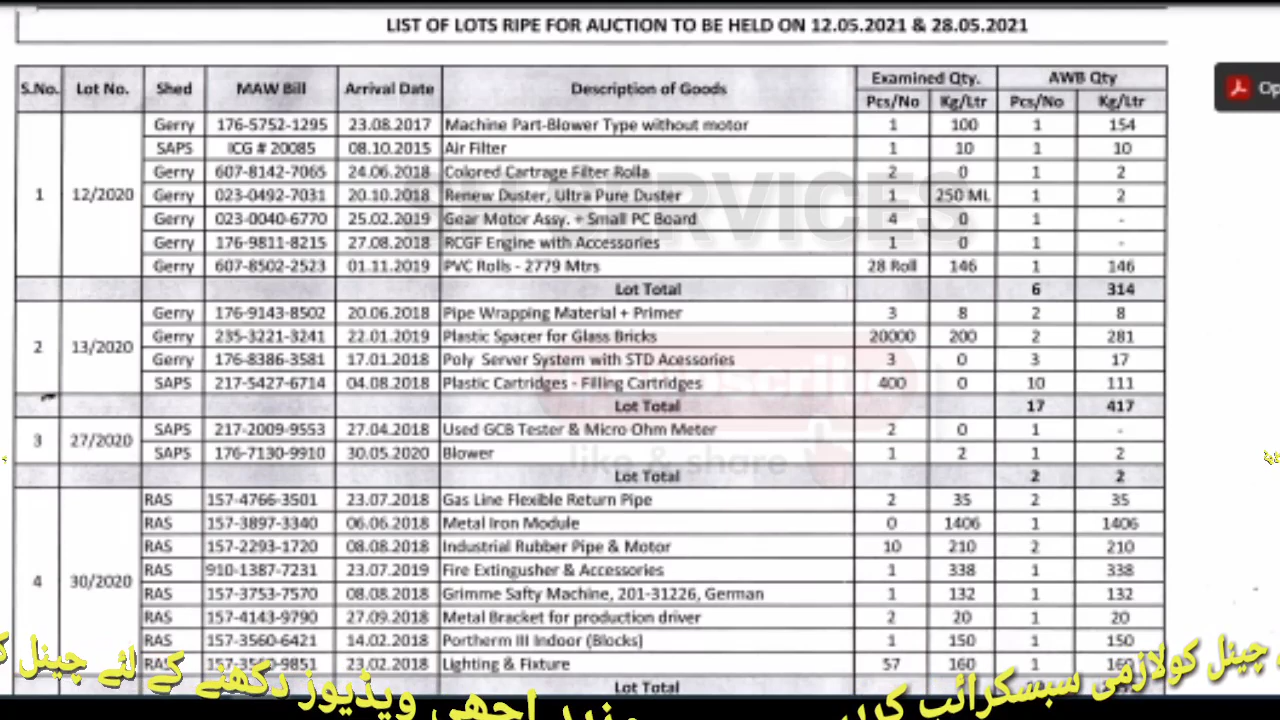 LIST OF LOTS RIPE FOR AUCTION TO BE HELD ON 12.05.2021 & 28.05.2021
S.No. Lot No. Shed MAW Bill Arrival Date Description of Goods Examined Qty. AWB Qty
Pcs/No Kg/Ltr Pcs/No Kg/Ltr
Gerry 176-5752-1295 23.08.2017 Machine Part-Blower Type without motor 1 100 1 154
SAPS ICG # 20085 08.10.2015 Air Filter 1 10 1 10
Gerry 607-8142-7065 24.06.2018 Colored Cartrage Filter Rolla 2 0 1 2
1 12/2020 Gerry 023-0492-7031 20.10.2018 Renew Duster, Ultra Pure Duster 1 250 ML 1 2
Gerry 023-0040-6770 25.02.2019 Gear Motor Assy. + Small PC Board 4 0 1 -
Gerry 176-9811-8215 27.08.2018 RCGF Engine with Accessories 1 0 1 -
Gerry 607-8502-2523 01.11.2019 PVC Rolls - 2779 Mtrs 28 Roll 146 1 146
Lot Total 6 314
Gerry 176-9143-8502 20.06.2018 Pipe Wrapping Material + Primer 3 8 2 8
2 13/2020 Gerry 235-3221-3241 22.01.2019 Plastic Spacer for Glass Bricks 20000 200 2 281
Gerry 176-8386-3581 17.01.2018 Poly Server System with STD Acessories 3 0 3 17
SAPS 217-5427-6714 04.08.2018 Plastic Cartridges - Filling Cartridges 400 0 10 111
Lot Total 17 417
3 27/2020 SAPS 217-2009-9553 27.04.2018 Used GCB Tester & Micro Ohm Meter 2 0 1 -
SAPS 176-7130-9910 30.05.2020 Blower 1 2 1 2
like & share
Lot Total 2 2
RAS 157-4766-3501 23.07.2018 Gas Line Flexible Return Pipe 2 35 2 35
RAS 157-3897-3340 06.06.2018 Metal Iron Module 0 1406 1 1406
RAS 157-2293-1720 08.08.2018 Industrial Rubber Pipe & Motor 10 210 2 210
4 30/2020 RAS 910-1387-7231 23.07.2019 Fire Extingusher & Accessories 1 338 1 338
RAS 157-3753-7570 08.08.2018 Grimme Safty Machine, 201-31226, German 1 132 1 132
RAS 157-4143-9790 27.09.2018 Metal Bracket for production driver 2 20 1 20
RAS 157-3560-6421 14.02.2018 Portherm III Indoor (Blocks) 1 150 1 150
23.02.2018 Lighting & Fixture 57 160 1
Lot Total
SERVICES
Op
اچھی ویڈیوز دکھنے کے لئے چینل
چینل کولازمی سبسکرائب کریں